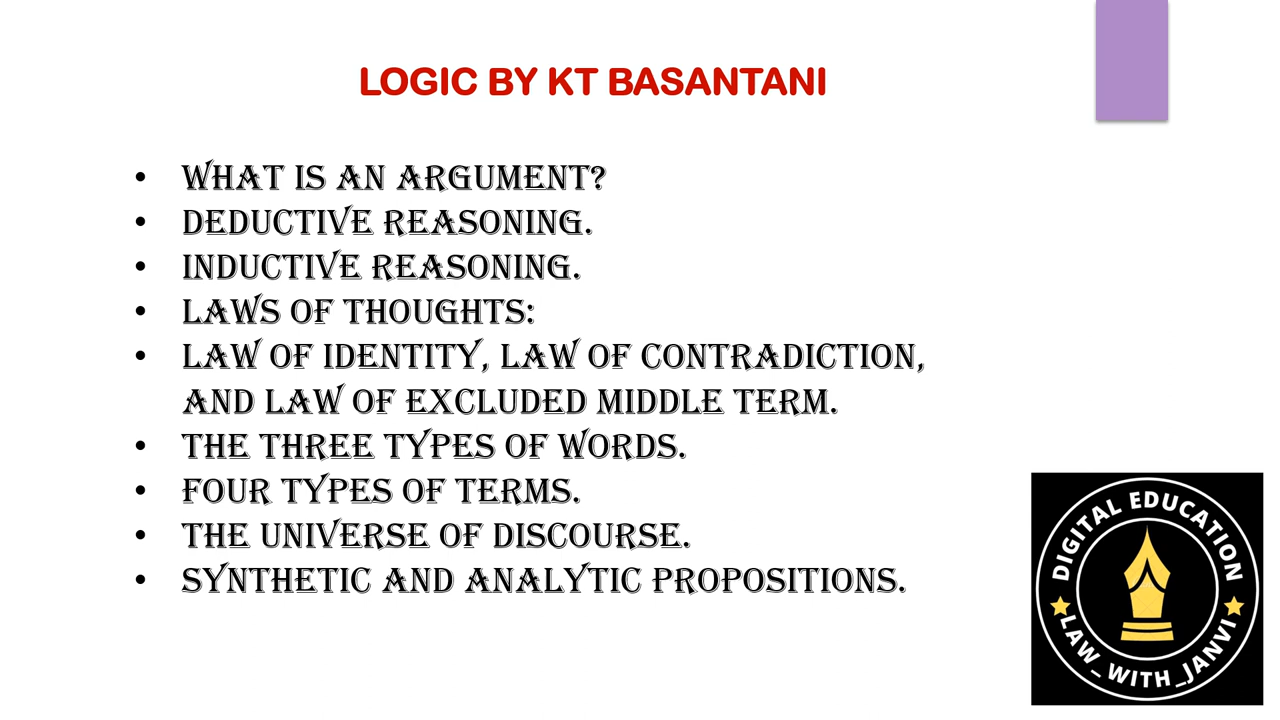 LOGIC BY KT BASANTANI
• WHAT IS AN ARGUMENT?
• DEDUCTIVE REASONING.
• INDUCTIVE REASONING.
• LAWS OF THOUGHTS:
• LAW OF IDENTITY, LAW OF CONTRADICTION,
AND LAW OF EXCLUDED MIDDLE TERM.
• THE THREE TYPES OF WORDS.
• FOUR TYPES OF TERMS.
• THE UNIVERSE OF DISCOURSE.
• SYNTHETIC AND ANALYTIC PROPOSITIONS.
DIGITAL EDUCATION
LAW_WITH_JANVI